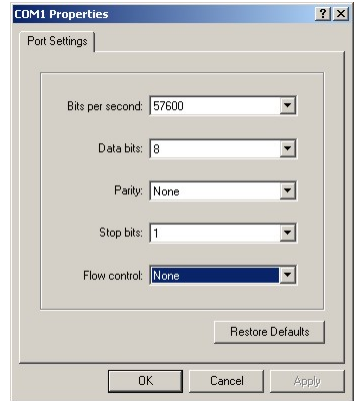 COM1 Properties
Port Settings
Bits per second: 57600
Data bits: 8
Parity: None
Stop bits: 1
Flow control: None
Restore Defaults
OK Cancel Apply